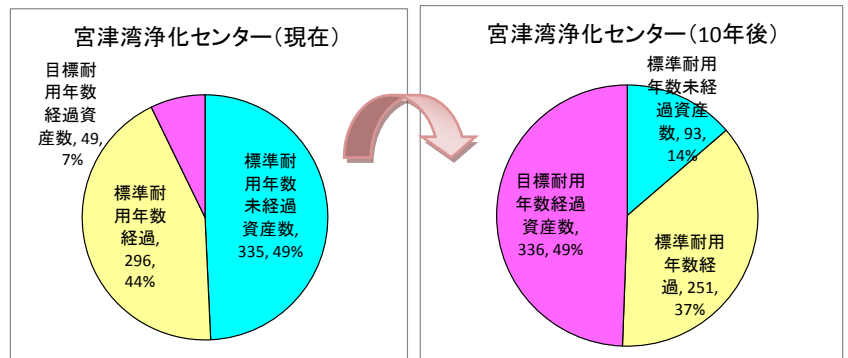 宮津湾浄化センター(現在)
目標耐
用年数
経過資
産数, 49,
7%
標準耐
用年数
経過,
296,
44%
標準耐
用年数
未経過
資産数,
335, 49%
宮津湾浄化センター(10年後)
標準耐用
年数未経
過資産
数, 93,
14%
目標耐用
年数経過
資産数,
336, 49%
標準耐用
年数経
過, 251,
37%